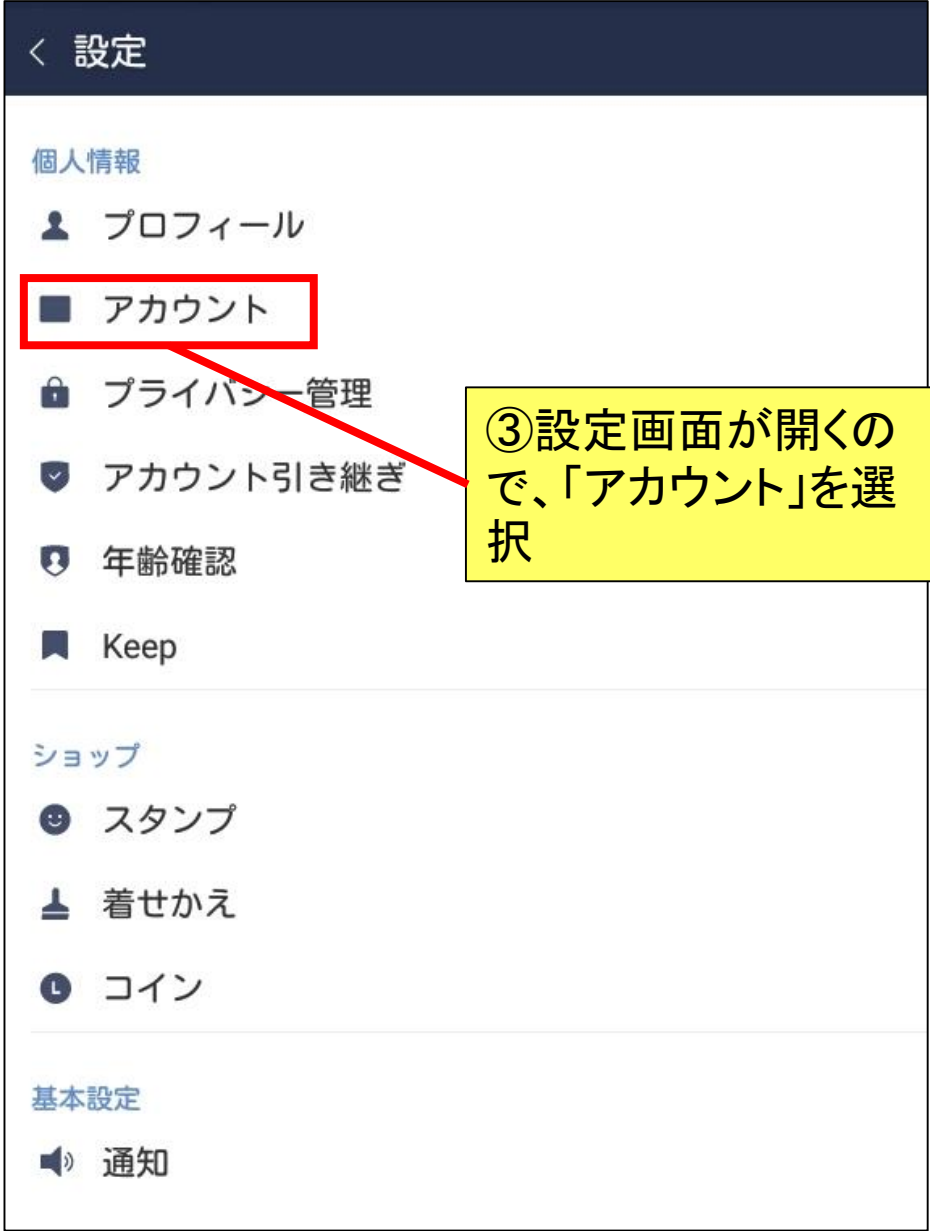 設定
個人情報
プロフィール
アカウント
プライバシー管理
アカウント引き継ぎ
年齢確認
Keep
③設定画面が開くの
で、「アカウント」を選
択
ショップ
スタンプ
着せかえ
コイン
基本設定
通知